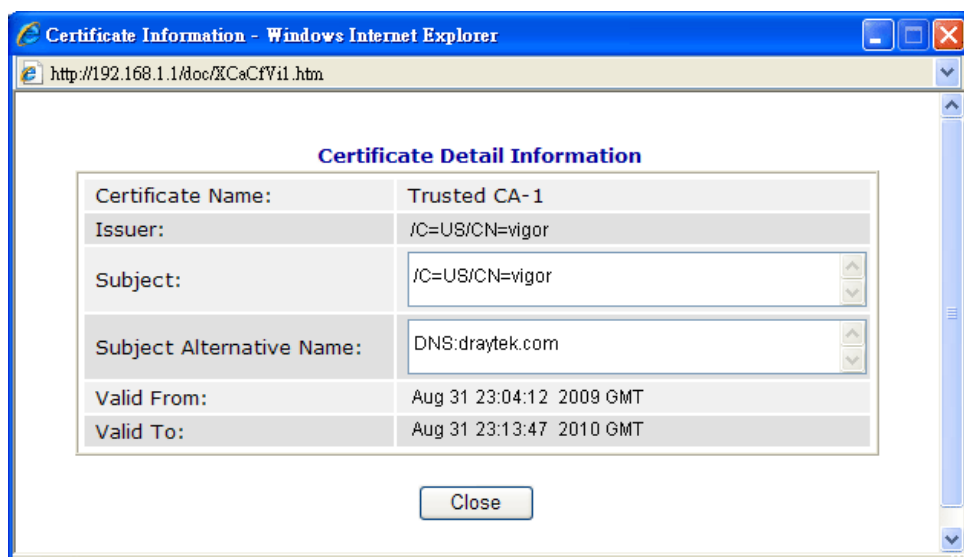 Certificate Information - Windows Internet Explorer
http://192.168.1.1/doc/XCaCfVi1.htm
Certificate Detail Information
Certificate Name: Trusted CA-1
Issuer: /C=US/CN=vigor
Subject: /C=US/CN=vigor
Subject Alternative Name: DNS:draytek.com
Valid From: Aug 31 23:04:12 2009 GMT
Valid To: Aug 31 23:13:47 2010 GMT
Close